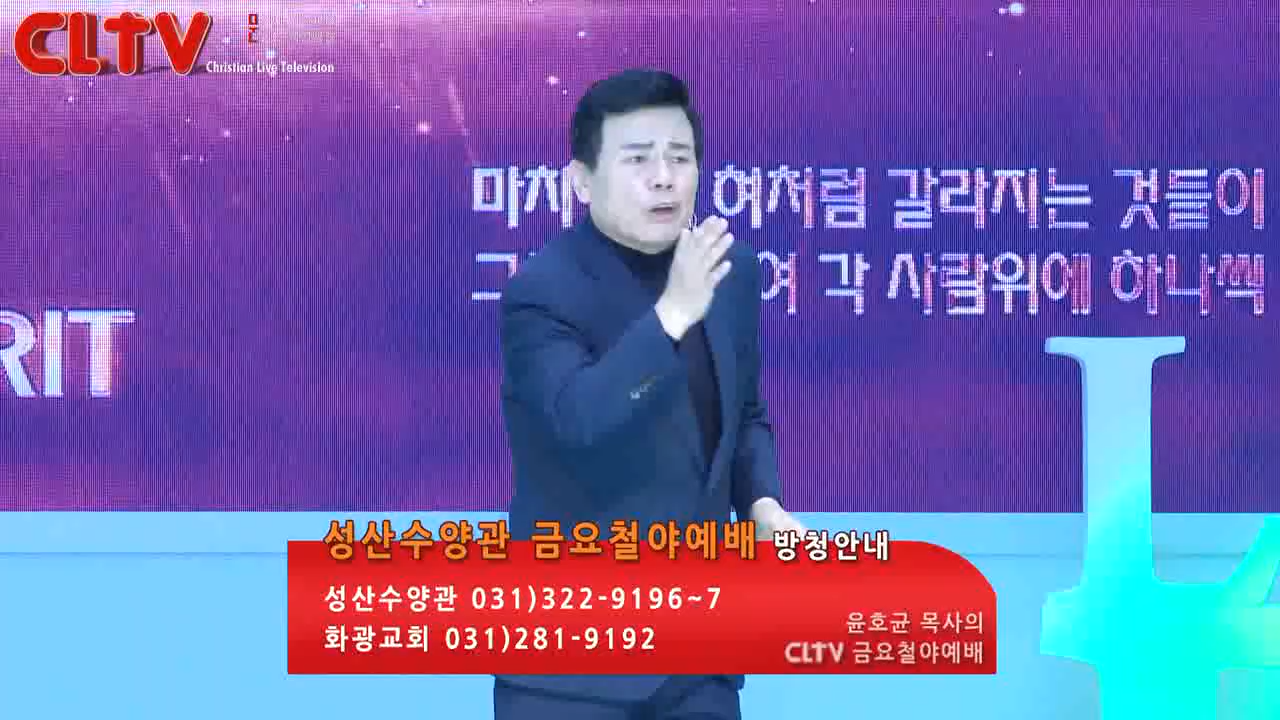 CLTV
Christian Live Television
마치 혀처럼 갈라지는 것들이
여 각 사람위에 하나씩
RIT
성산수양관 금요철야예배 방청안내
성산수양관 031)322-9196~7
화광교회 031)281-9192
윤호균 목사의
CLTV 금요철야예배